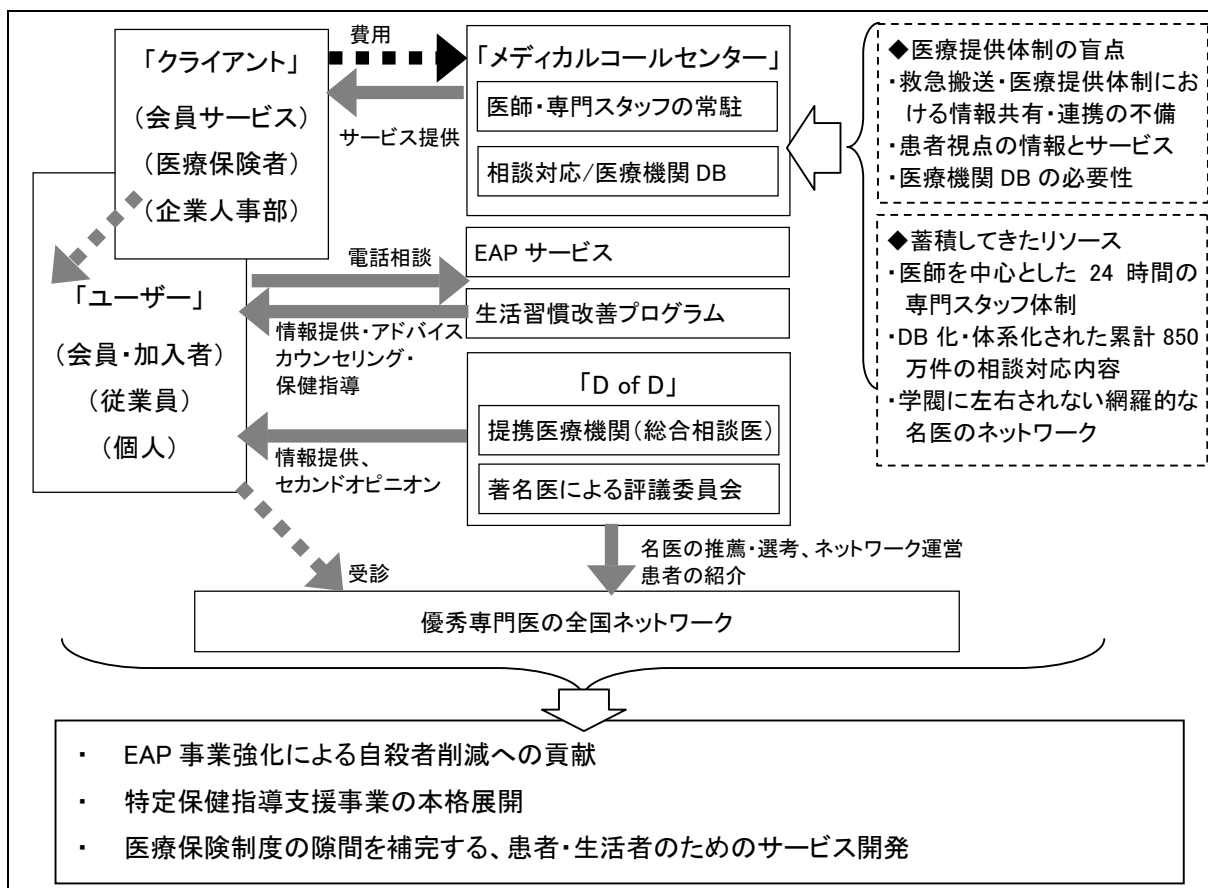 「クライアント」
(会員サービス)
(医療保険者)
(企業人事部)
費用
サービス提供
「メディカルコールセンター」
医師・専門スタッフの常駐
相談対応/医療機関 DB
◆医療提供体制の盲点
・救急搬送・医療提供体制にお
ける情報共有・連携の不備
・患者視点の情報とサービス
・医療機関 DB の必要性
◆蓄積してきたリソース
・医師を中心とした 24 時間の
専門スタッフ体制
・DB 化・体系化された累計 850
万件の相談対応内容
・学閥に左右されない網羅的な
名医のネットワーク
「ユーザー」
(会員・加入者)
(従業員)
(個人)
電話相談
情報提供・アドバイス
カウンセリング・
保健指導
EAP サービス
生活習慣改善プログラム
「D of D」
提携医療機関(総合相談医)
著名医による評議委員会
情報提供、
セカンドオピニオン
受診
名医の推薦・選考、ネットワーク運営
患者の紹介
優秀専門医の全国ネットワーク
・ EAP 事業強化による自殺者削減への貢献
・ 特定保健指導支援事業の本格展開
・ 医療保険制度の隙間を補完する、患者・生活者のためのサービス開発